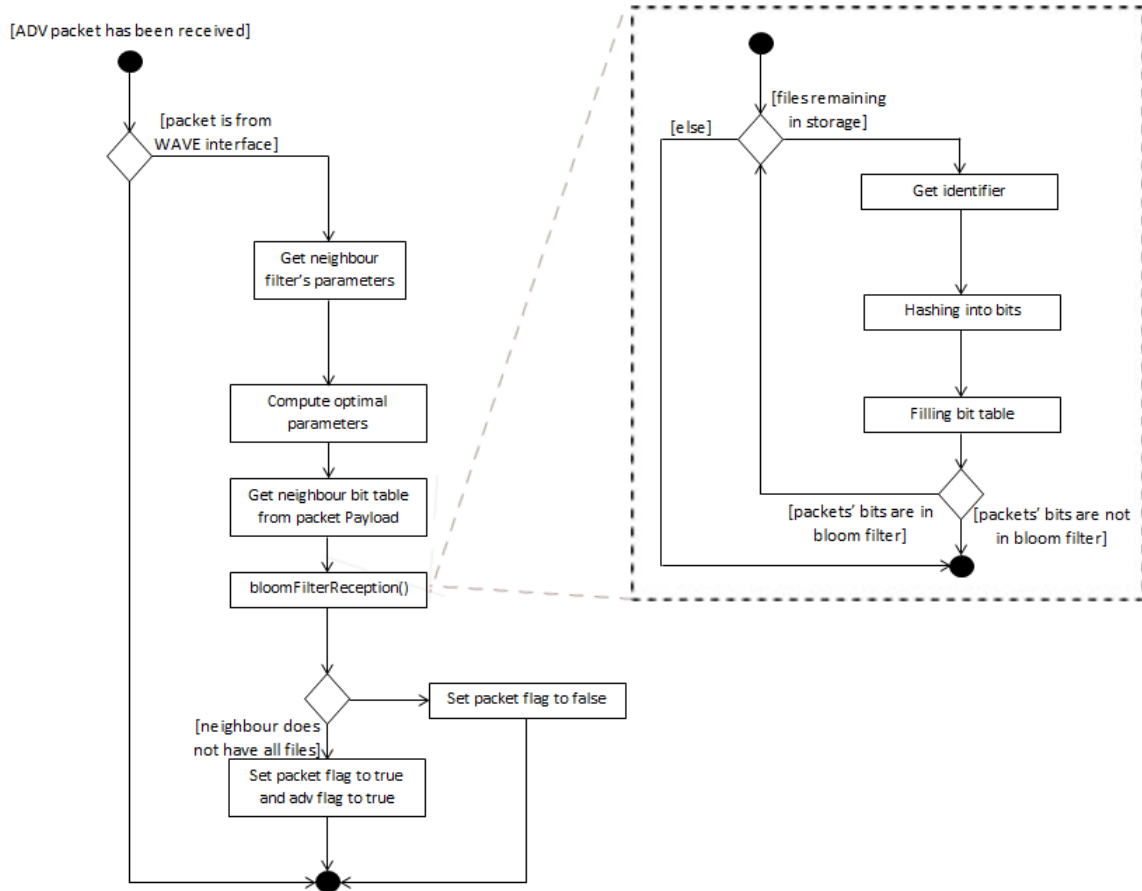 [ADV packet has been received]
[packet is from
WAVE interface]
Get neighbour
filter's parameters
Compute optimal
parameters
Get neighbour bit table
from packet Payload
bloomFilterReception()
Set packet flag to false
[neighbour does
not have all files]
Set packet flag to true
and adv flag to true
[files remaining
in storage]
[else]
Get identifier
Hashing into bits
Filling bit table
[packets' bits are in
bloom filter]
[packets' bits are not
in bloom filter]